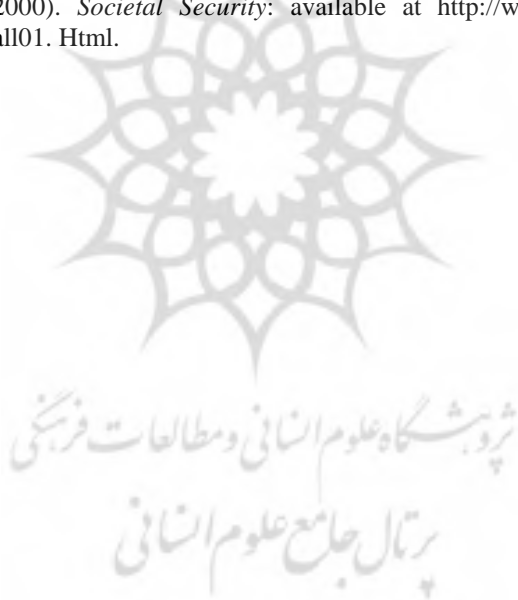 2000). Societal Security: available at http://w
all01. Html.
پژوهشگاه علوم انسانی و مطالعات فرهنگی
پرتال جامع علوم انسانی